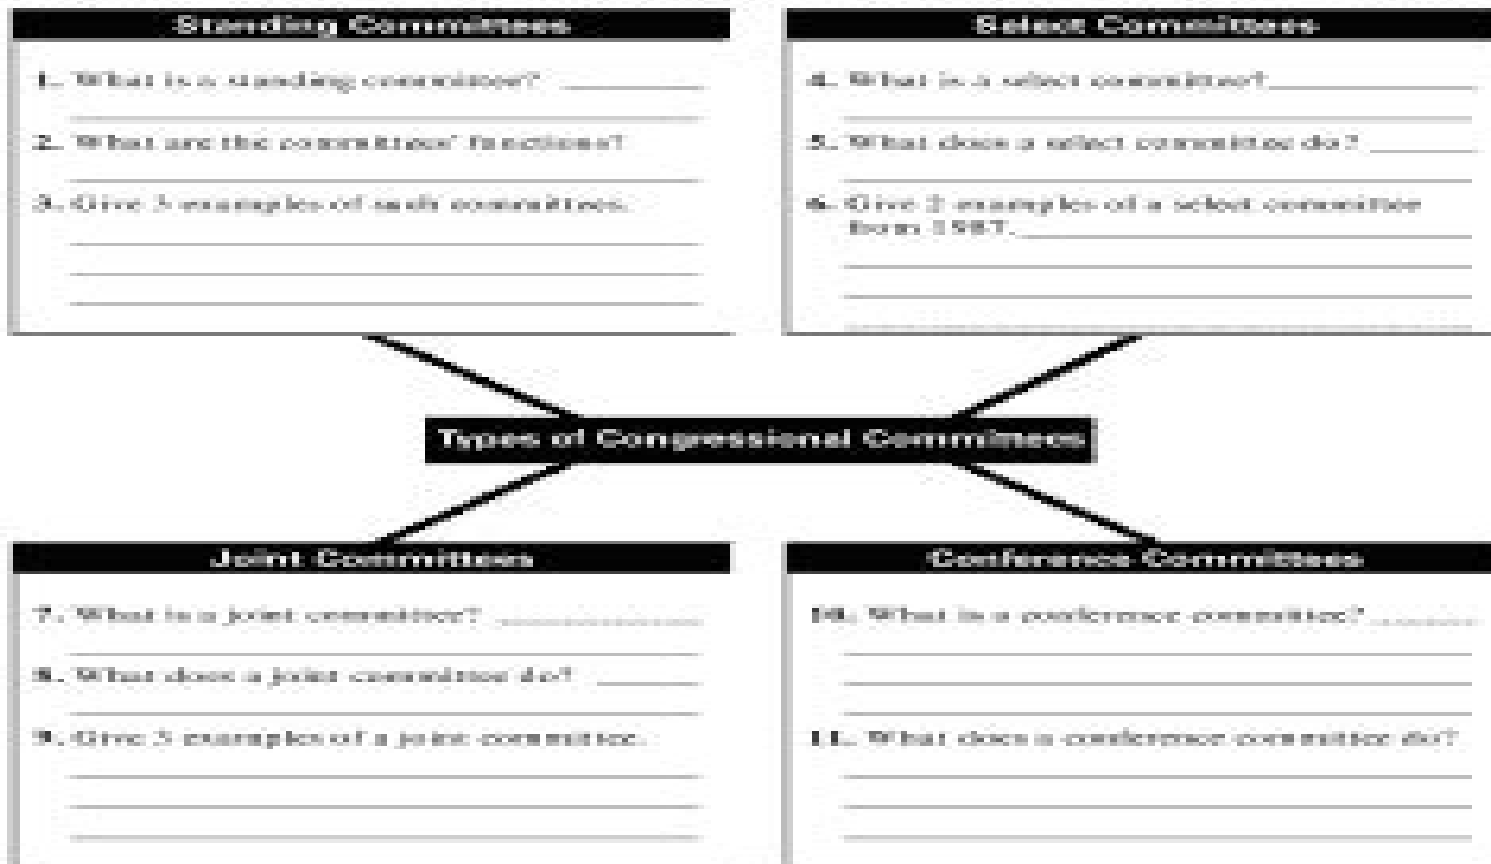 Standing Committees
1. What is a standing committee?
2. What are the committees' functions?
3. Give 3 examples of such committees.
Select Committees
4. What is a select committee?
5. What does a select committee do?
6. Give 2 examples of a select committee
from 1987.
Types of Congressional Committees
Joint Committees
7. What is a joint committee?
8. What does a joint committee do?
9. Give 3 examples of a joint committee.
Conference Committees
10. What is a conference committee?
11. What does a conference committee do?